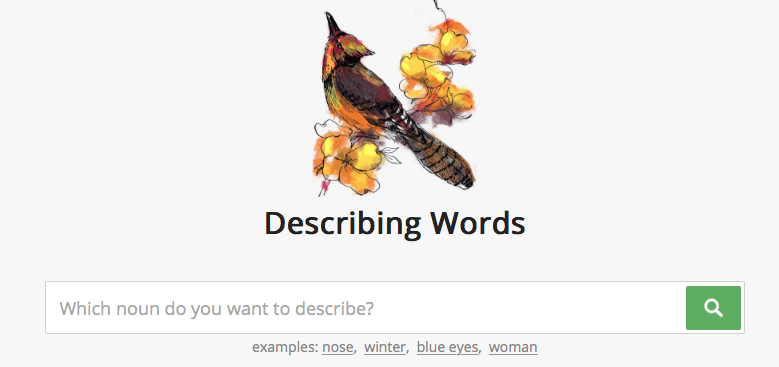 Describing Words
Which noun do you want to describe?
examples: nose, winter, blue eyes, woman